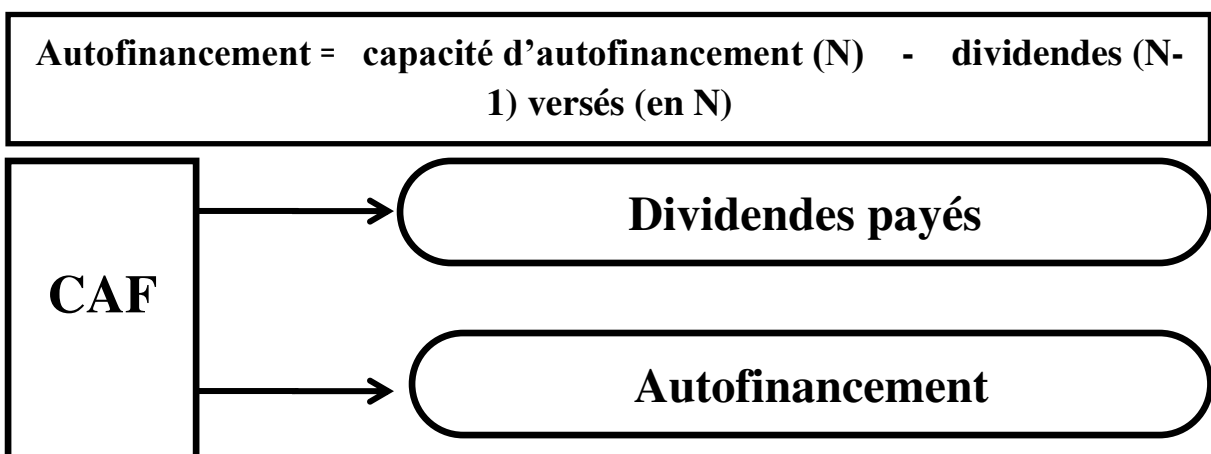 Autofinancement = capacité d’autofinancement (N) - dividendes (N-
1) versés (en N)
Dividendes payés
CAF
Autofinancement